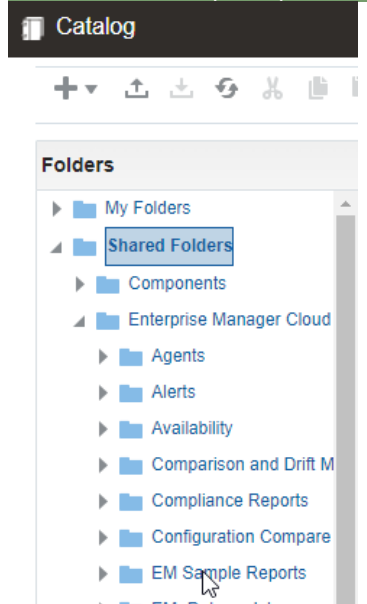 Catalog
Folders
My Folders
Shared Folders
Components
Enterprise Manager Cloud
Agents
Alerts
Availability
Comparison and Drift M
Compliance Reports
Configuration Compare
EM Sample Reports